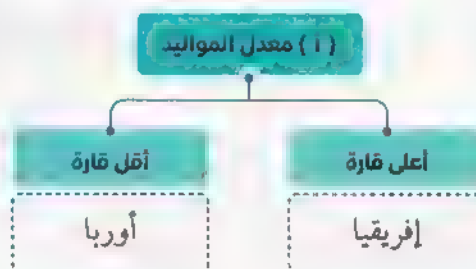 ( أ ) معدل المواليد
أعلى قارة
أقل قارة
إفريقيا
أوربا